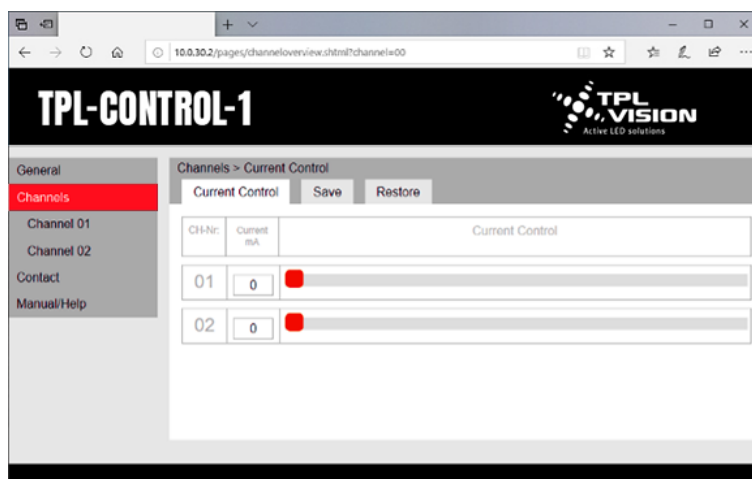 10.0.30.2/pages/channeloverview.shtml?channel=00
TPL-CONTROL-1
TPL
VISION
Active LED solutions
General
Channels
Channel 01
Channel 02
Contact
Manual/Help
Channels > Current Control
Current Control Save Restore
CH-Nr: Current mA Current Control
01 0
02 0